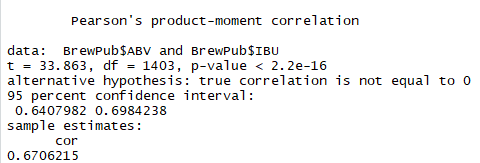 Pearson's product-moment correlation
data:  BrewPub$ABV and BrewPub$IBU
t = 33.863, df = 1403, p-value < 2.2e-16
alternative hypothesis: true correlation is not equal to 0
95 percent confidence interval:
0.6407982 0.6984238
sample estimates:
cor
0.6706215